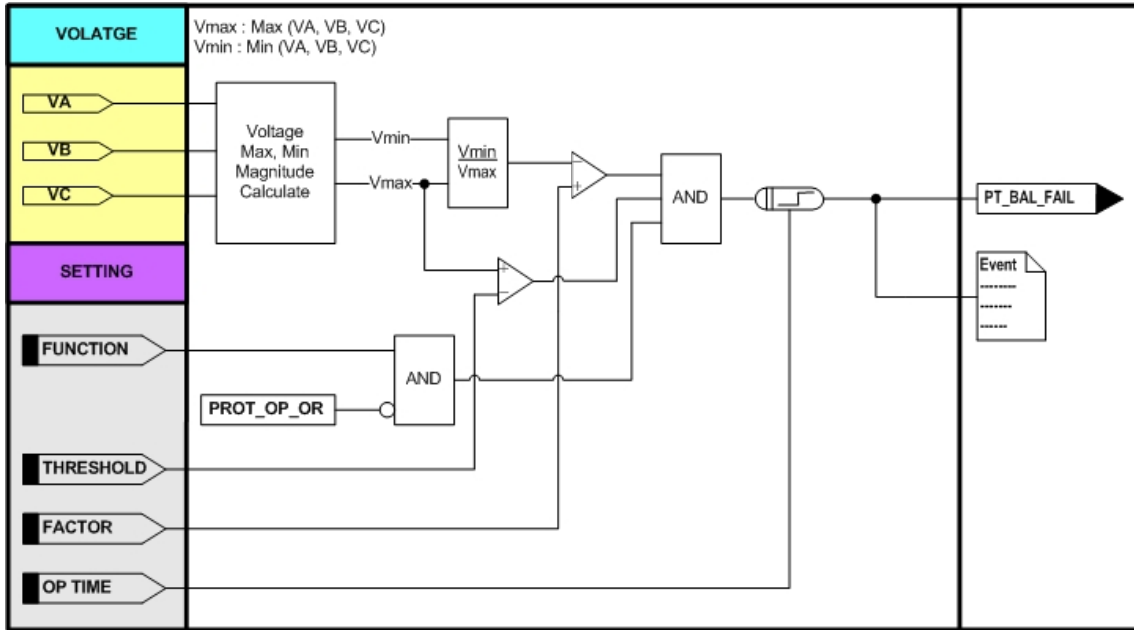 VOLATGE
Vmax : Max (VA, VB, VC)
Vmin : Min (VA, VB, VC)
VA
VB
VC
Voltage
Max, Min
Magnitude
Calculate
Vmin
Vmax
Vmin
Vmax
-
+
AND
PT_BAL_FAIL
SETTING
+
-
Event
--------
-------
------
FUNCTION
AND
PROT_OP_OR
THRESHOLD
FACTOR
OP TIME